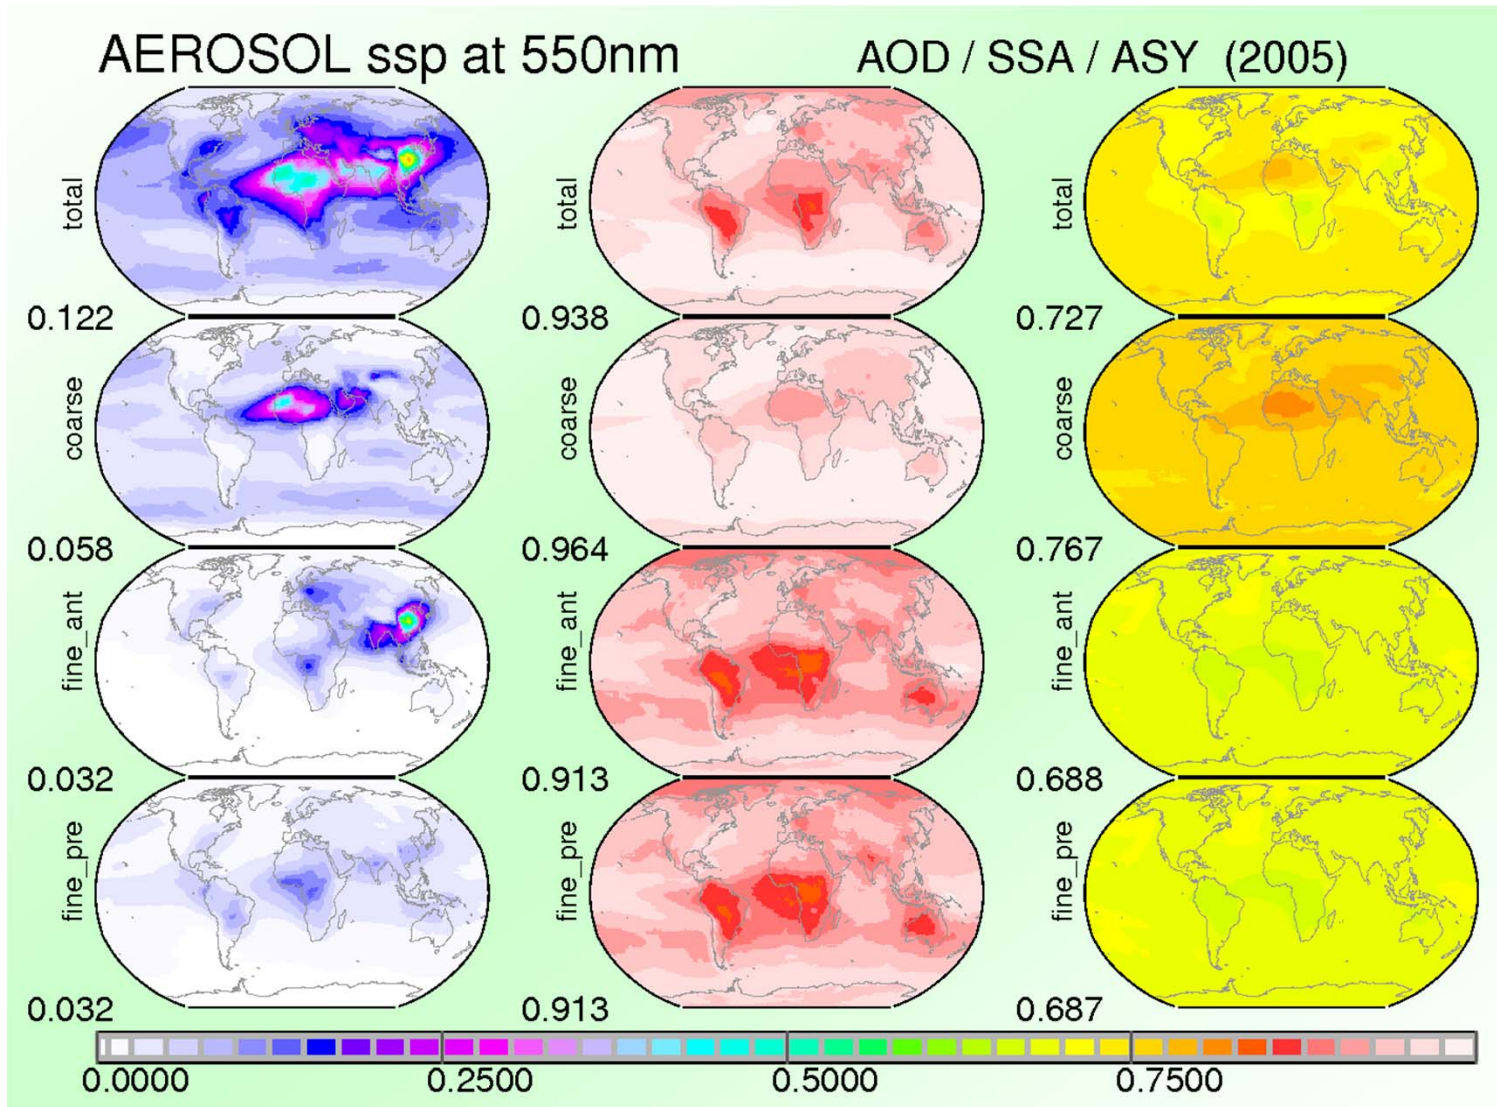 AEROSOL ssp at 550nm AOD / SSA / ASY (2005)
total total total
0.122 0.938 0.727
coarse coarse coarse
0.058 0.964 0.767
fine_ant fine_ant fine_ant
0.032 0.913 0.688
fine_pre fine_pre fine_pre
0.032 0.913 0.687
0.0000 0.2500 0.5000 0.7500